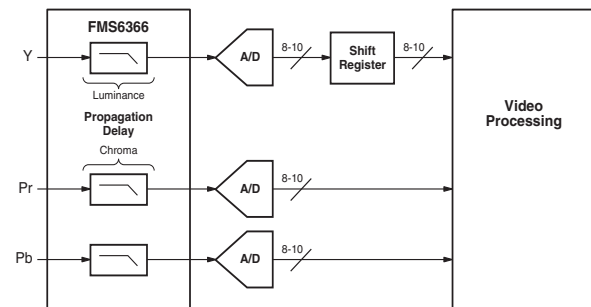 FMS6366
Y
A/D
8-10
Shift
Register
8-10
Luminance
Propagation
Delay
Chroma
Video
Processing
Pr
A/D
8-10
Pb
A/D
8-10